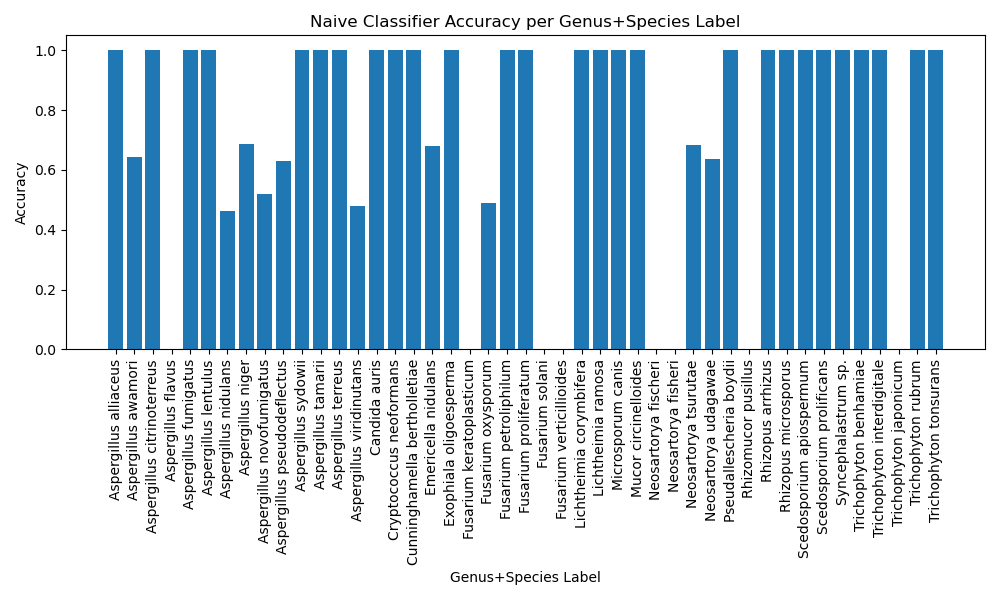 Naive Classifier Accuracy per Genus+Species Label
Accuracy
1.0
0.8
0.6
0.4
0.2
0.0
Aspergillus alliaceus
Aspergillus awamori
Aspergillus citrinoterreus
Aspergillus flavus
Aspergillus fumigatus
Aspergillus lentulus
Aspergillus nidulans
Aspergillus niger
Aspergillus novofumigatus
Aspergillus pseudodeflectus
Aspergillus sydowii
Aspergillus tamarii
Aspergillus terreus
Aspergillus viridinutans
Candida auris
Cryptococcus neoformans
Cunninghamella bertholletiae
Emericella nidulans
Exophiala oligoesperma
Fusarium keratoplasticum
Fusarium oxysporum
Fusarium petroliphilum
Fusarium proliferatum
Fusarium solani
Fusarium verticillioides
Lichtheimia corymbifera
Lichtheimia ramosa
Microsporum canis
Mucor circinelloides
Neosartorya fischeri
Neosartorya fisheri
Neosartorya tsurutae
Neosartorya udagawae
Pseudallescheria boydii
Rhizomucor pusillus
Rhizopus arrhizus
Rhizopus microsporus
Scedosporium apiospermum
Scedosporium prolificans
Syncephalastrum sp.
Trichophyton benhamiae
Trichophyton interdigitale
Trichophyton japonicum
Trichophyton rubrum
Trichophyton tonsurans
Genus+Species Label